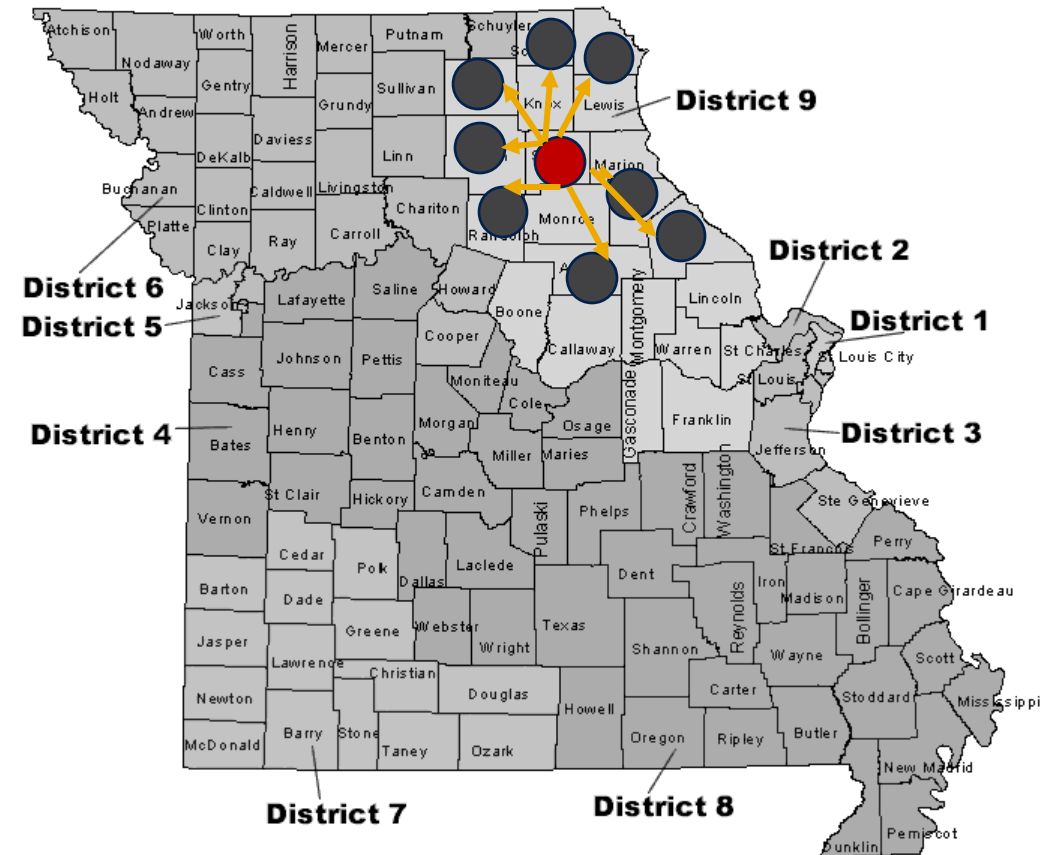 Atchison
Nodaway
Worth
Harrison
Mercer
Putnam
Schuyler
Sc
Holt
Andrew
Gentry
Grundy
Sullivan
Knox
Lewis
District 9
DeKalb
Daviess
Linn
Marion
Buchanan
Caldwell
Livingston
Clinton
Chariton
Monroe
Randolph
Platte
Clay
Ray
Carroll
A
District 2
District 6
Jackson
District 5
Lafayette
Saline
Howard
Boone
Montgomery
Lincoln
District 1
Cooper
Callaway
Warren
St Charles
St Louis City
Cass
Johnson
Pettis
Moniteau
Cole
Gasconade
St Louis
District 4
Bates
Henry
Benton
Morgan
Osage
Franklin
District 3
Miller
Maries
Jefferson
St Clair
Hickory
Camden
Crawford
Washington
Vernon
Pulaski
Phelps
Ste Genevieve
Cedar
Polk
Dallas
Laclede
St Francois
Perry
Barton
Dade
Dent
Reynolds
Iron
Madison
Bollinger
Cape Girardeau
Jasper
Greene
Webster
Wright
Texas
Shannon
Wayne
Scott
Lawrence
Christian
Newton
Douglas
Howell
Carter
Stoddard
Mississippi
McDonald
Barry
Stone
Taney
Ozark
Oregon
Ripley
Butler
New Madrid
District 7
District 8
Dunklin
Pemiscot